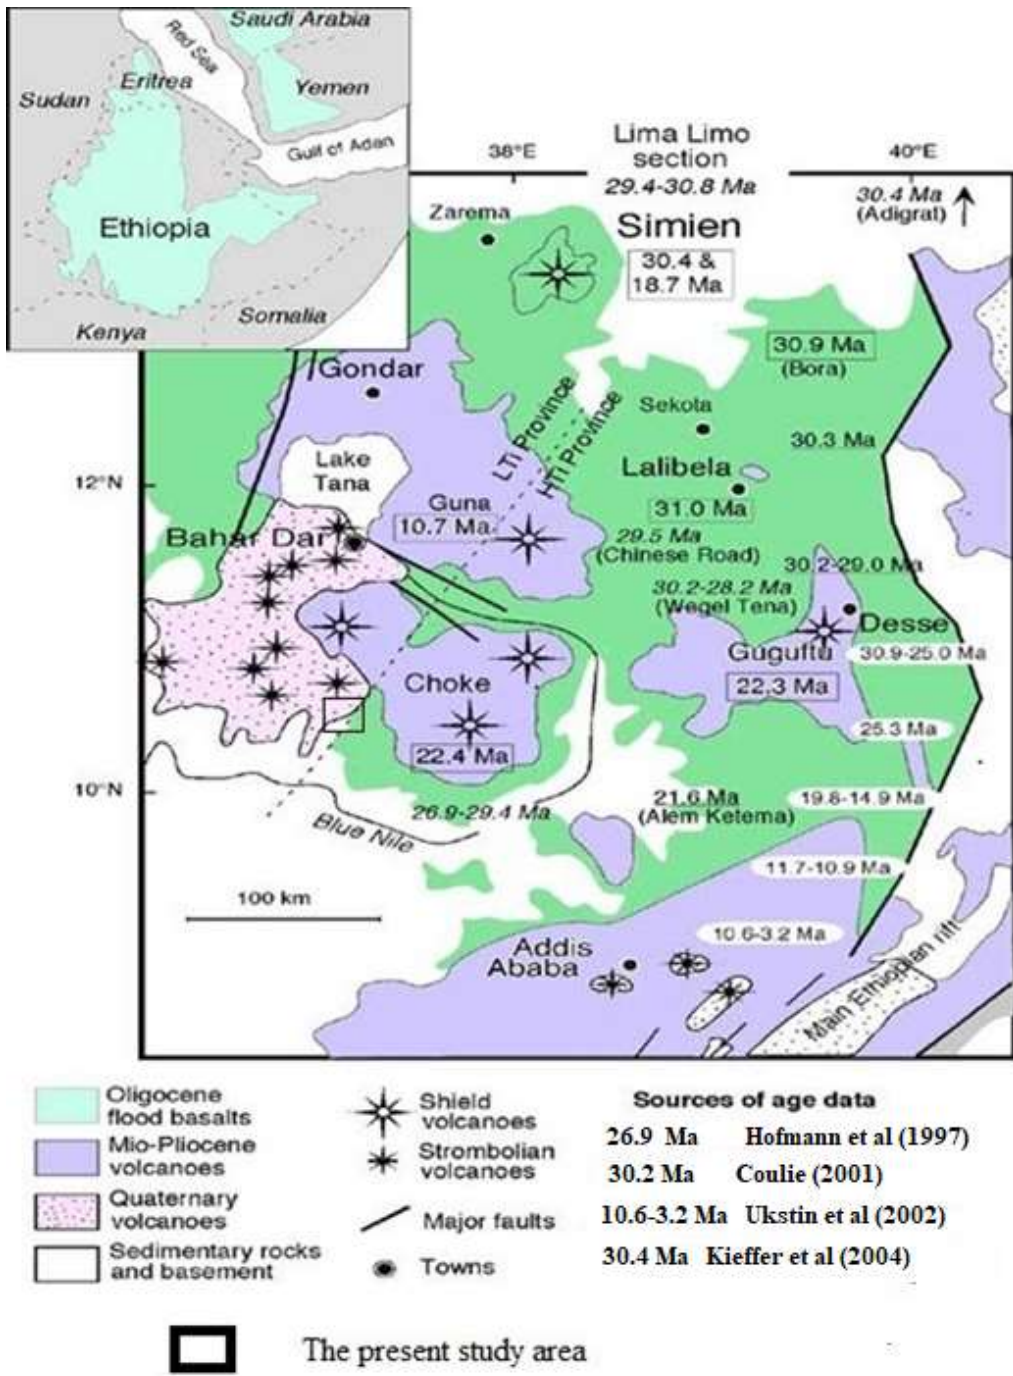 Saudi Arabia
Red Sea
Eritrea
Yemen
Sudan
Gulf of Adan
Ethiopia
Somalia
Kenya
38°E
Lima Limo
section
29.4-30.8 Ma
40°E
30.4 Ma
(Adigrat)
Zarema
Simien
30.4 &
18.7 Ma
30.9 Ma
(Bora)
Gondar
LTi Province
HTi Province
Sekota
30.3 Ma
Lake
Tana
Lalibela
12°N
Guna
10.7 Ma
31.0 Ma
Bahar Dar
29.5 Ma
(Chinese Road)
30.2-29.0 Ma
30.2-28.2 Ma
(Wegel Tena)
Desse
Guguftu
30.9-25.0 Ma
Choke
22.3 Ma
25.3 Ma
22.4 Ma
10°N
21.6 Ma
(Alem Ketema)
19.8-14.9 Ma
26.9-29.4 Ma
Blue Nile
11.7-10.9 Ma
100 km
10.6-3.2 Ma
Addis
Ababa
Main Ethiopian rift
Oligocene
flood basalts
Mio-Pliocene
volcanoes
Quaternary
volcanoes
Sedimentary rocks
and basement
Shield
volcanoes
Strombolian
volcanoes
Major faults
Towns
Sources of age data
26.9 Ma Hofmann et al (1997)
30.2 Ma Coulie (2001)
10.6-3.2 Ma Ukstin et al (2002)
30.4 Ma Kieffer et al (2004)
The present study area